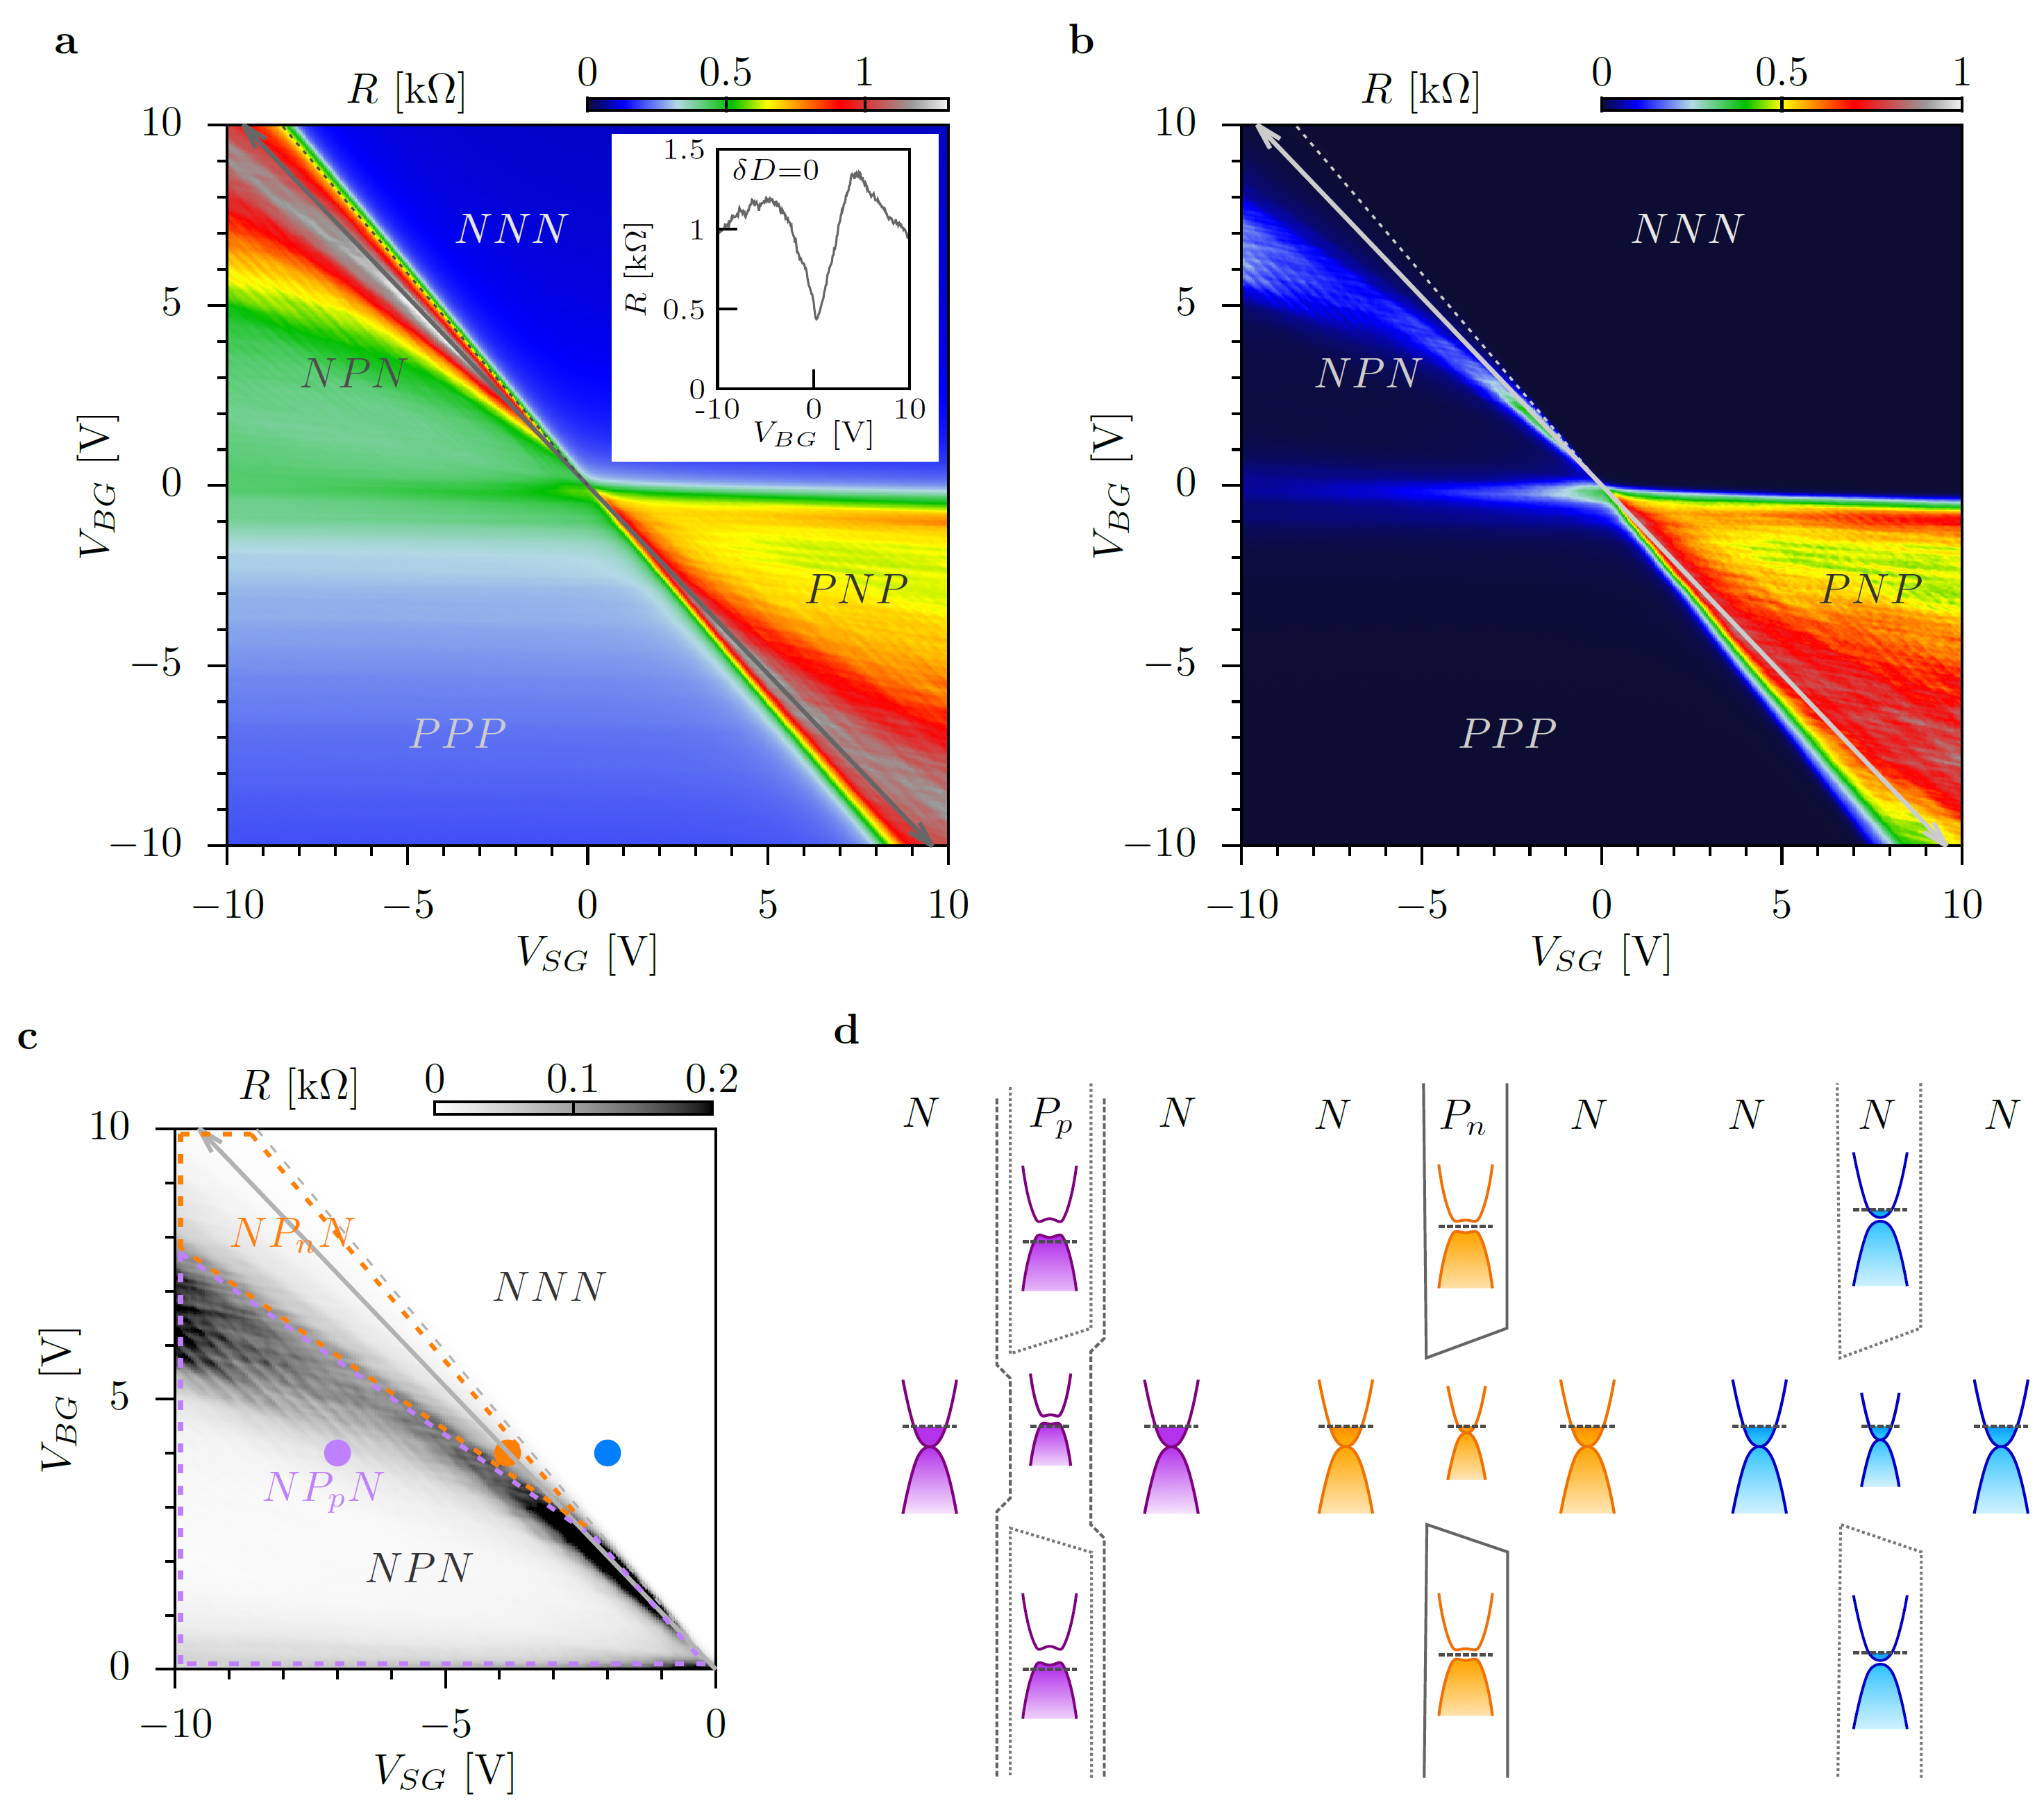 a
R [kΩ]
0 0.5 1
10
5
0
−5
−10
V_BG [V]
NNN
NPN
PNP
PPP
1.5
1
0.5
0
R [kΩ]
δD=0
-10 0 10
V_BG [V]
−10 −5 0 5 10
V_SG [V]
b
R [kΩ]
0 0.5 1
10
5
0
−5
−10
V_BG [V]
NNN
NPN
PNP
PPP
−10 −5 0 5 10
V_SG [V]
c
R [kΩ]
0 0.1 0.2
10
5
0
V_BG [V]
NP_nN
NNN
NP_pN
NPN
−10 −5 0
V_SG [V]
d
N P_p N N P_n N N N N